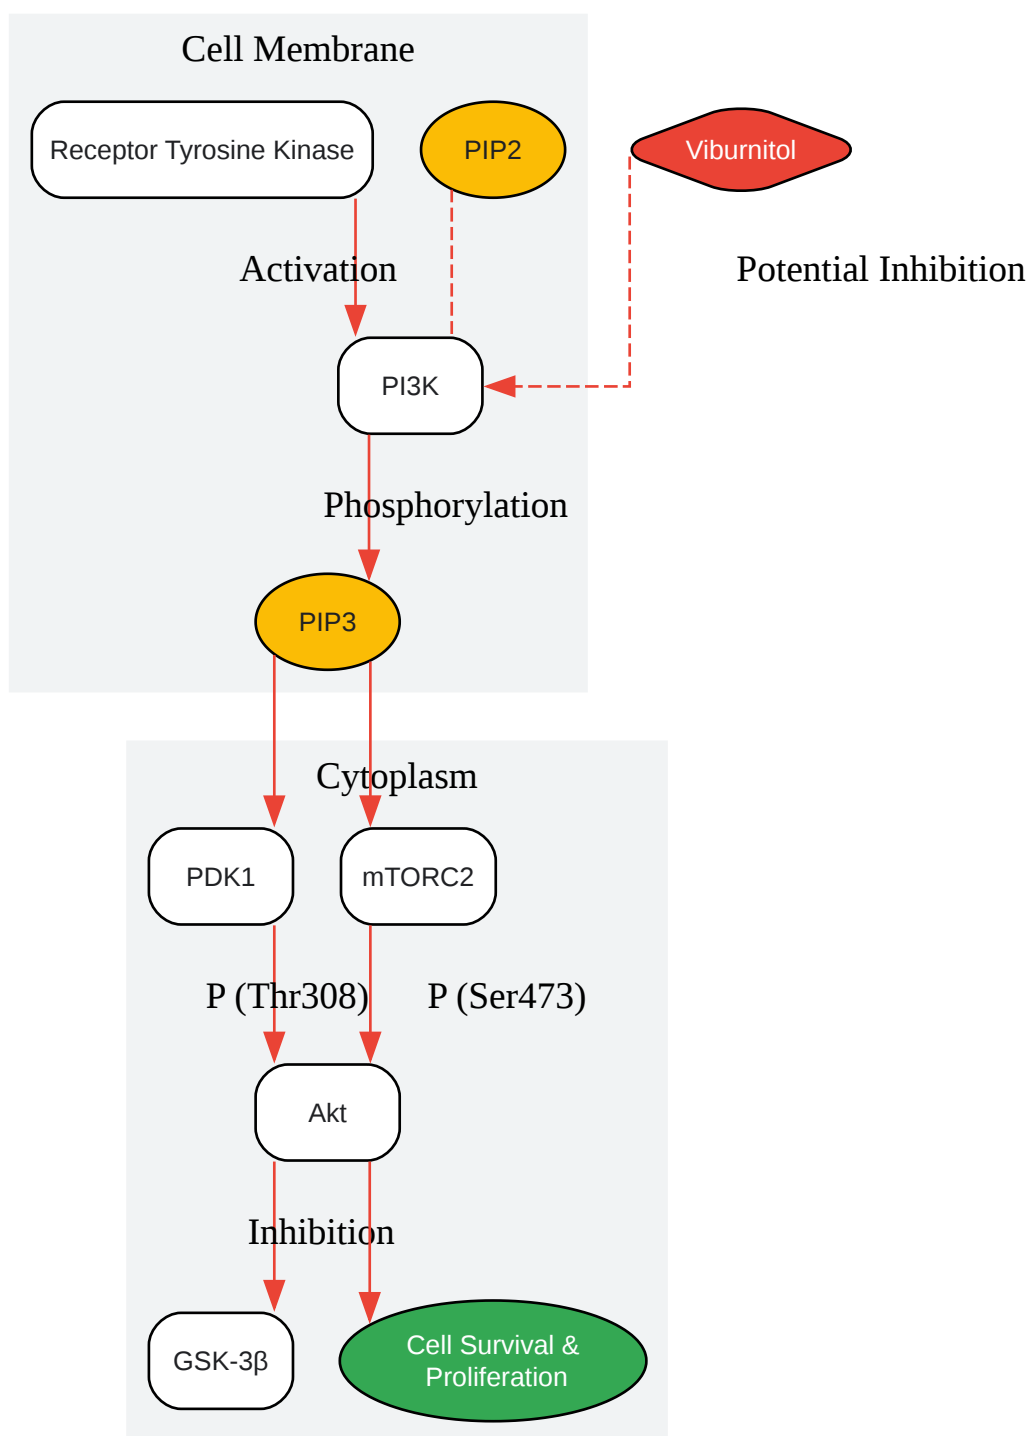 Cell Membrane
Receptor Tyrosine Kinase
PIP2
Viburnitol
Activation
Potential Inhibition
PI3K
Phosphorylation
PIP3
Cytoplasm
PDK1
mTORC2
P (Thr308)
P (Ser473)
Akt
Inhibition
GSK-3β
Cell Survival &
Proliferation